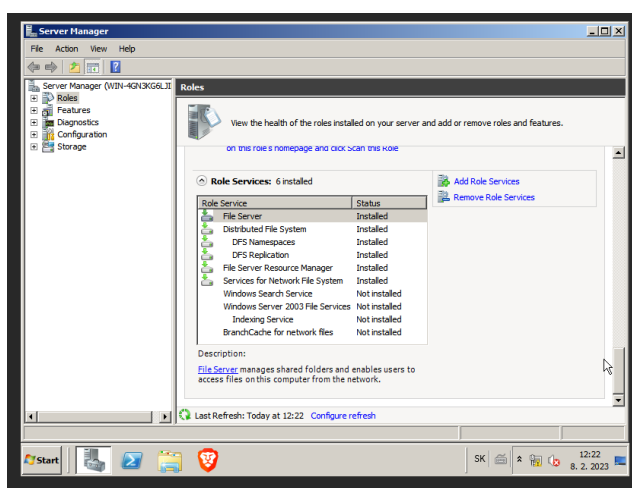 Server Manager
File Action View Help
Server Manager (WIN-4GN3KG6LJI
Roles
Features
Diagnostics
Configuration
Storage
Roles
View the health of the roles installed on your server and add or remove roles and features.
on this role's homepage and click Scan this Role
Role Services: 6 installed
Add Role Services
Remove Role Services
Role Service Status
File Server Installed
Distributed File System Installed
DFS Namespaces Installed
DFS Replication Installed
File Server Resource Manager Installed
Services for Network File System Installed
Windows Search Service Not installed
Windows Server 2003 File Services Not installed
Indexing Service Not installed
BranchCache for network files Not installed
Description:
File Server manages shared folders and enables users to
access files on this computer from the network.
Last Refresh: Today at 12:22 Configure refresh
Start
SK
12:22
8. 2. 2023